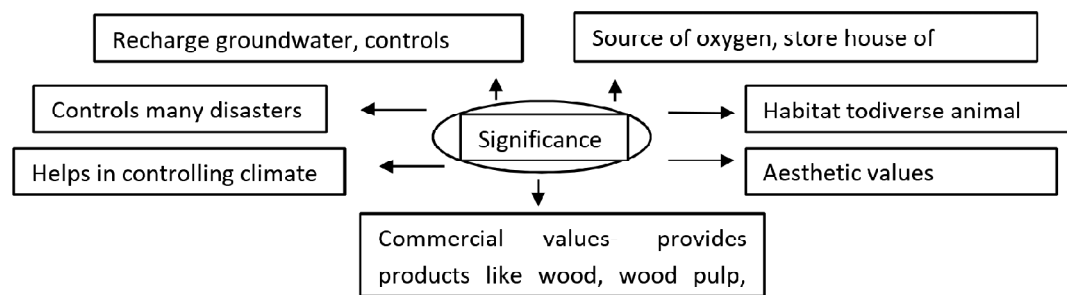 Recharge groundwater, controls
Source of oxygen, store house of
Controls many disasters
Habitat todiverse animal
Significance
Helps in controlling climate
Aesthetic values
Commercial values provides
products like wood, wood pulp,